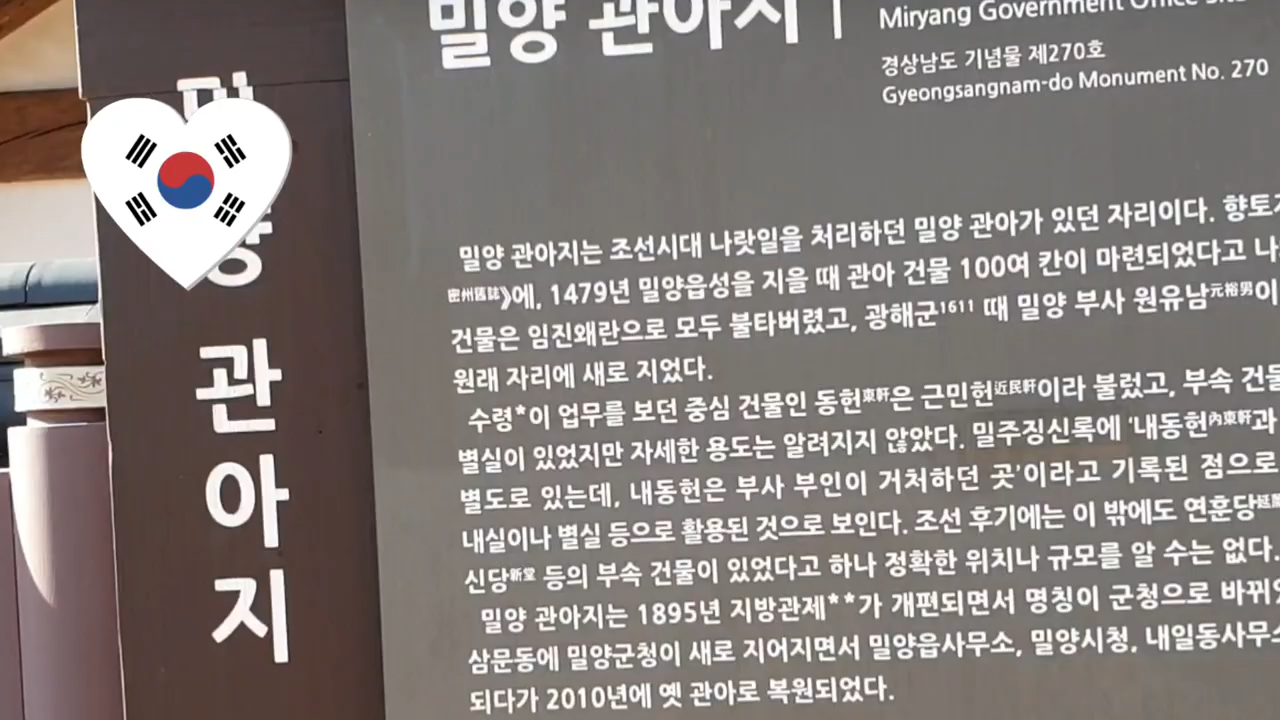 밀양 관아지
Miryang Government Office Site
경상남도 기념물 제270호
Gyeongsangnam-do Monument No. 270
관아지
밀양 관아지는 조선시대 나랏일을 처리하던 밀양 관아가 있던 자리이다.
密州舊誌》에, 1479년 밀양읍성을 지을 때 관아 건물 100여 칸이 마련되었다고
건물은 임진왜란으로 모두 불타버렸고, 광해군1611 때 밀양 부사 원유남元裕男이
원래 자리에 새로 지었다.
수령*이 업무를 보던 중심 건물인 동헌東軒은 근민헌近民軒이라 불렀고, 부속 건물
별실이 있었지만 자세한 용도는 알려지지 않았다. 밀주징신록에 '내동헌內東軒과
별도로 있는데, 내동헌은 부사 부인이 거처하던 곳'이라고 기록된 점으로
내실이나 별실 등으로 활용된 것으로 보인다. 조선 후기에는 이 밖에도 연훈당
신당新堂 등의 부속 건물이 있었다고 하나 정확한 위치나 규모를 알 수는 없다.
밀양 관아지는 1895년 지방관제**가 개편되면서 명칭이 군청으로
삼문동에 밀양군청이 새로 지어지면서 밀양읍사무소, 밀양시청, 내일동사무소
되다가 2010년에 옛 관아로 복원되었다.